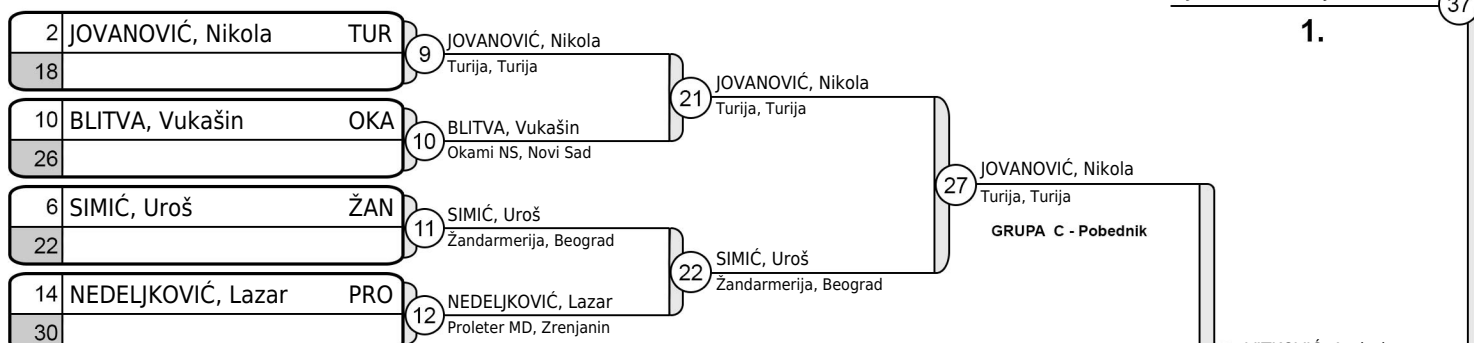 37
1.
2 JOVANOVIĆ, Nikola TUR
18
9
JOVANOVIĆ, Nikola
Turija, Turija
21
JOVANOVIĆ, Nikola
Turija, Turija
10 BLITVA, Vukašin OKA
26
10
BLITVA, Vukašin
Okami NS, Novi Sad
27
JOVANOVIĆ, Nikola
Turija, Turija
GRUPA C - Pobednik
6 SIMIĆ, Uroš ŽAN
22
11
SIMIĆ, Uroš
Žandarmerija, Beograd
22
SIMIĆ, Uroš
Žandarmerija, Beograd
14 NEDELJKOVIĆ, Lazar PRO
30
12
NEDELJKOVIĆ, Lazar
Proleter MD, Zrenjanin